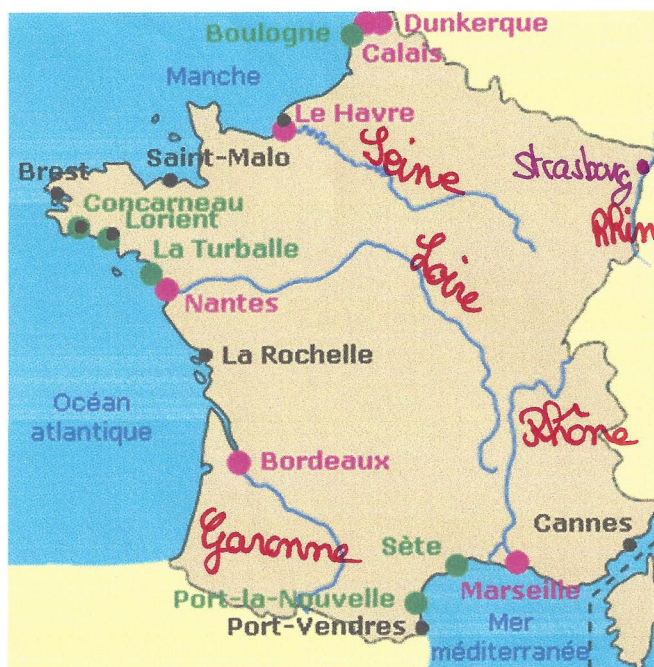 Dunkerque
Boulogne
Calais
Manche
Le Havre
Seine
Strasbourg
Saint-Malo
Brest
Rhin
Concarneau
Lorient
La Turballe
Loire
Nantes
La Rochelle
Océan
atlantique
Rhône
Bordeaux
Cannes
Garonne
Sète
Marseille
Port-la-Nouvelle
Port-Vendres
Mer
méditerranée